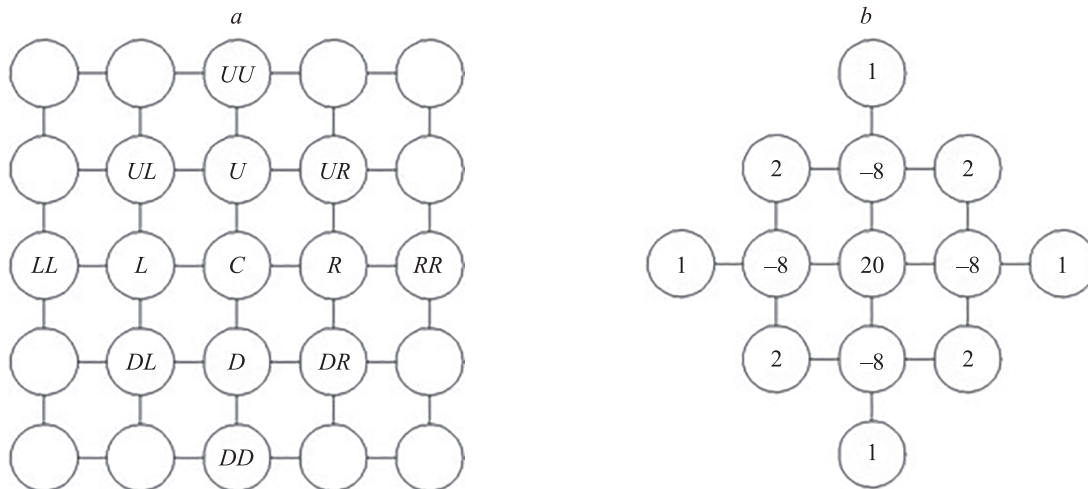 a
UU
UL U UR
LL L C R RR
DL D DR
DD
b
1
2 –8 2
1 –8 20 –8 1
2 –8 2
1